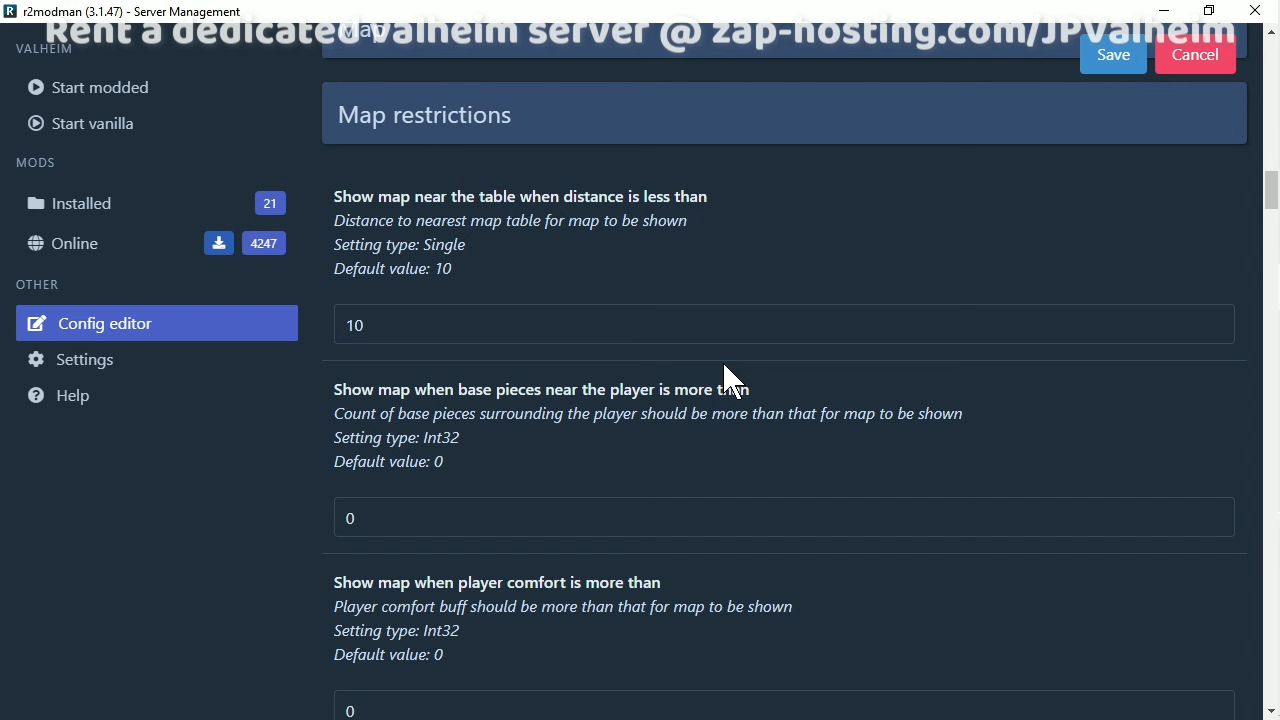 r2modman (3.1.47) - Server Management
Rent a dedicated Valheim server @ zap-hosting.com/JPValheim
VALHEIM
Map
Save
Cancel
Start modded
Start vanilla
MODS
Installed
21
Online
4247
OTHER
Config editor
Settings
Help
Map restrictions
Show map near the table when distance is less than
Distance to nearest map table for map to be shown
Setting type: Single
Default value: 10
10
Show map when base pieces near the player is more than
Count of base pieces surrounding the player should be more than that for map to be shown
Setting type: Int32
Default value: 0
0
Show map when player comfort is more than
Player comfort buff should be more than that for map to be shown
Setting type: Int32
Default value: 0
0